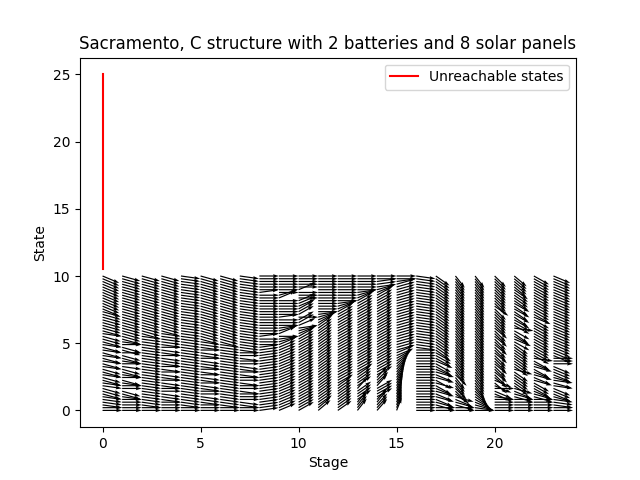 Sacramento, C structure with 2 batteries and 8 solar panels
Unreachable states
25
20
15
10
5
0
State
0 5 10 15 20
Stage